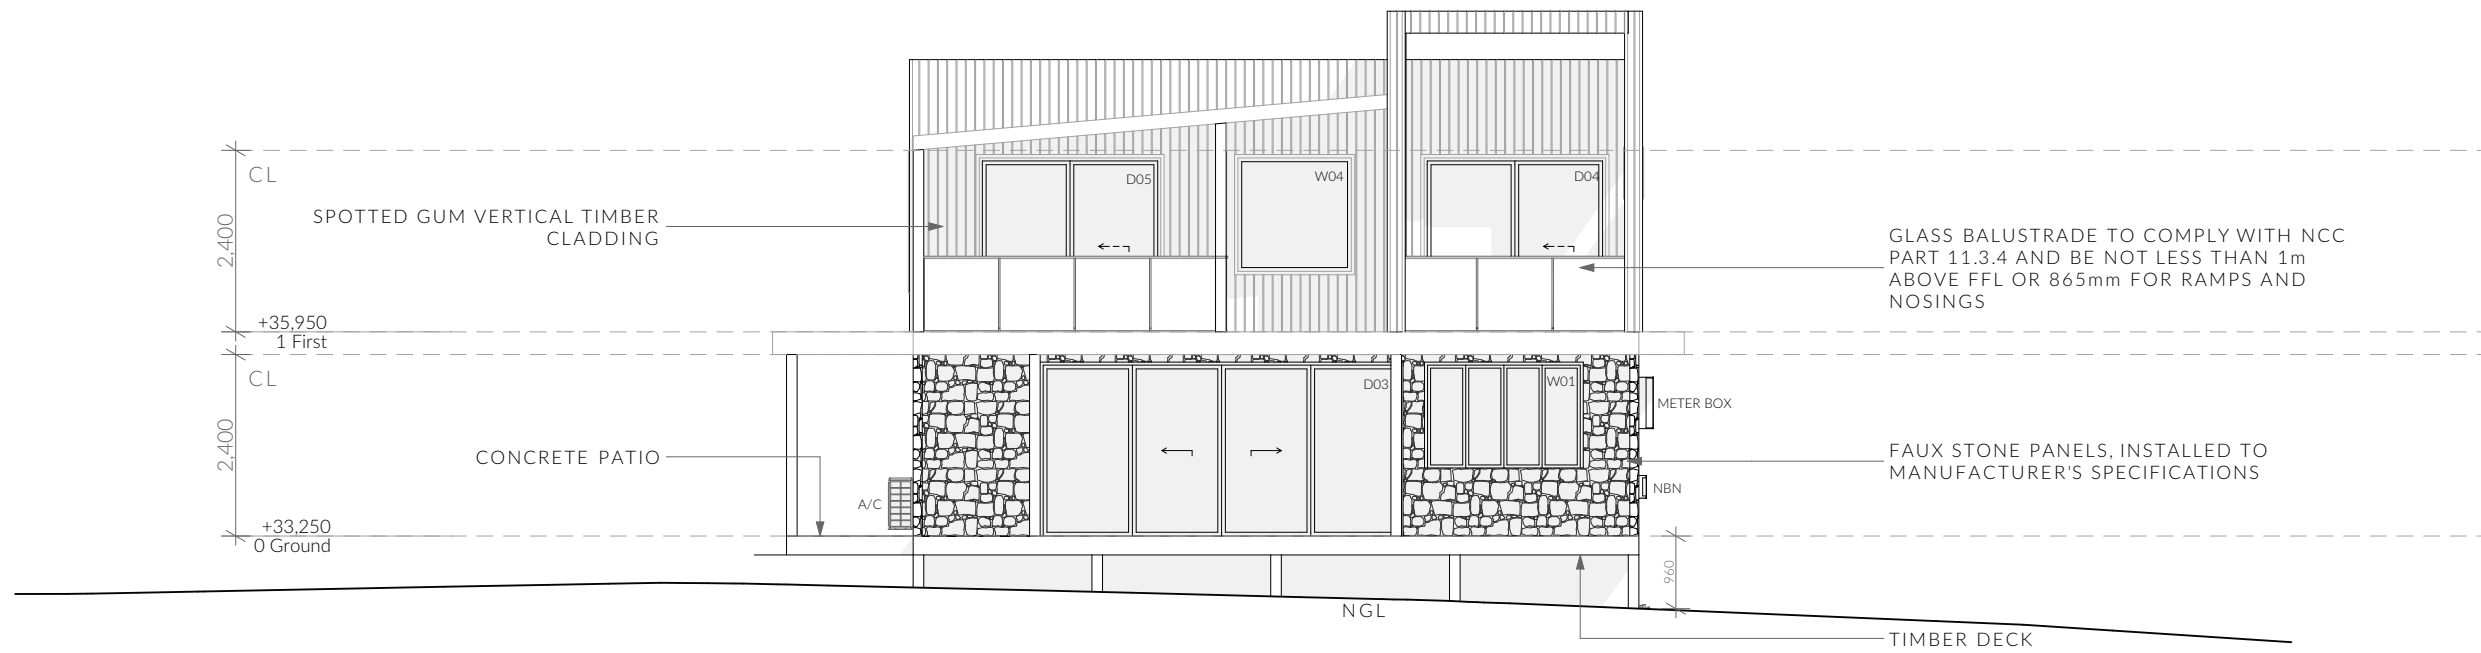 CL
2,400
SPOTTED GUM VERTICAL TIMBER
CLADDING
D05
W04
D04
GLASS BALUSTRADE TO COMPLY WITH NCC
PART 11.3.4 AND BE NOT LESS THAN 1m
ABOVE FFL OR 865mm FOR RAMPS AND
NOSINGS
+35,950
1 First
CL
2,400
D03
W01
METER BOX
CONCRETE PATIO
FAUX STONE PANELS, INSTALLED TO
MANUFACTURER'S SPECIFICATIONS
A/C
NBN
+33,250
0 Ground
960
NGL
TIMBER DECK